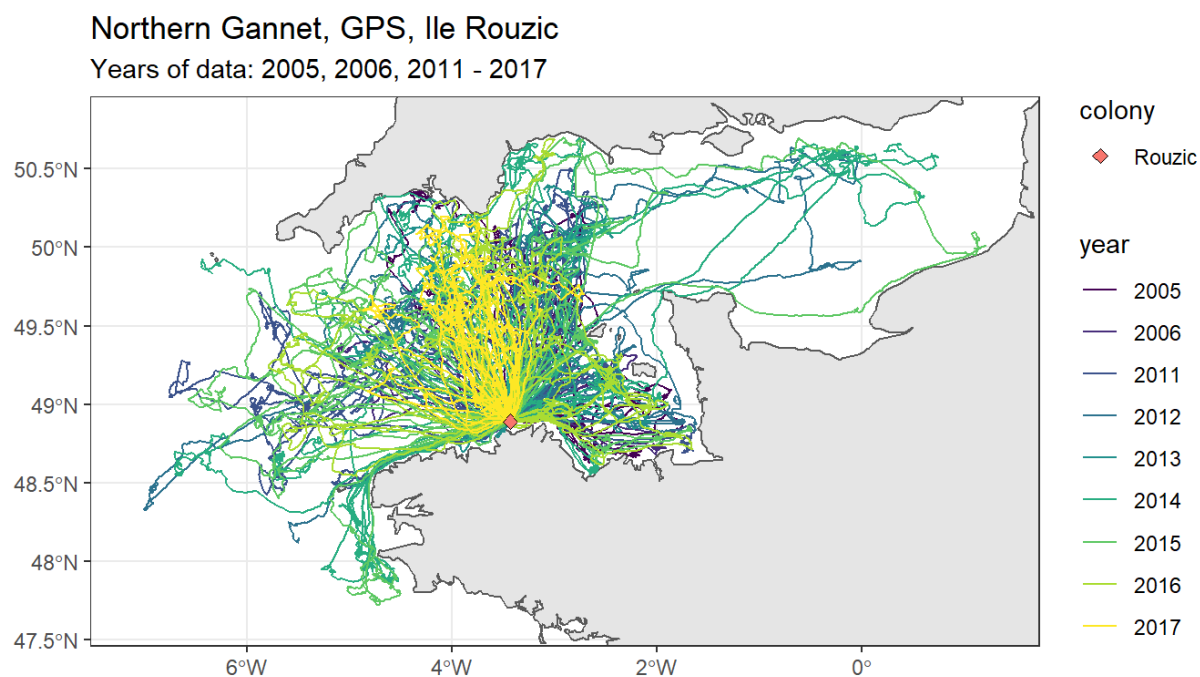 Northern Gannet, GPS, Ile Rouzic
Years of data: 2005, 2006, 2011 - 2017
50.5°N
50°N
49.5°N
49°N
48.5°N
48°N
47.5°N
6°W
4°W
2°W
0°
colony
Rouzic
year
2005
2006
2011
2012
2013
2014
2015
2016
2017